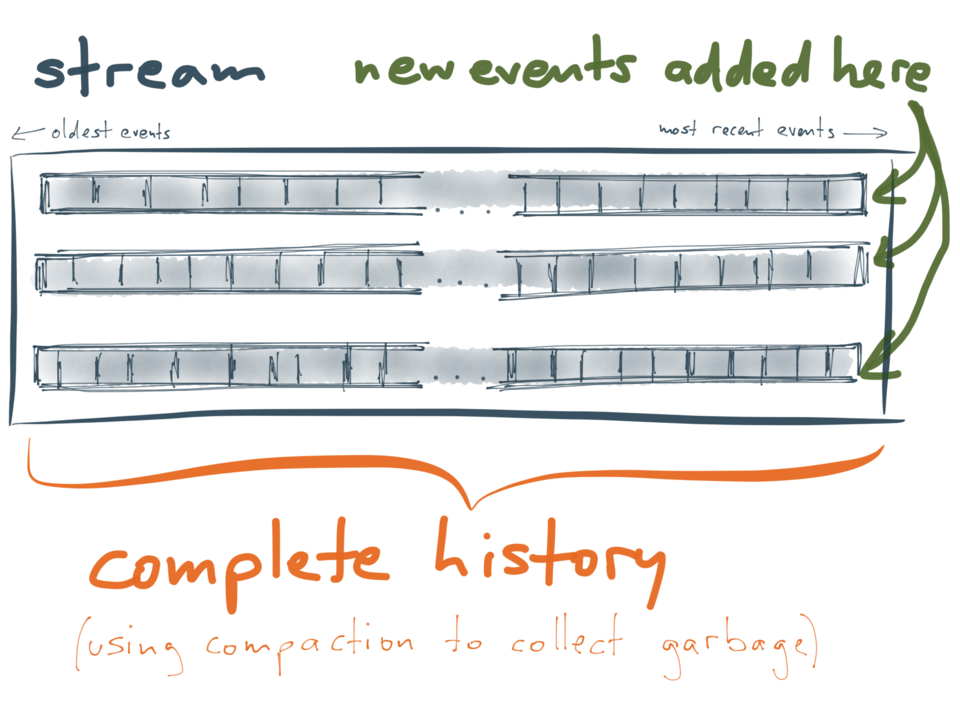 stream
new events added here
← oldest events
most recent events →
complete history
(using compaction to collect garbage)